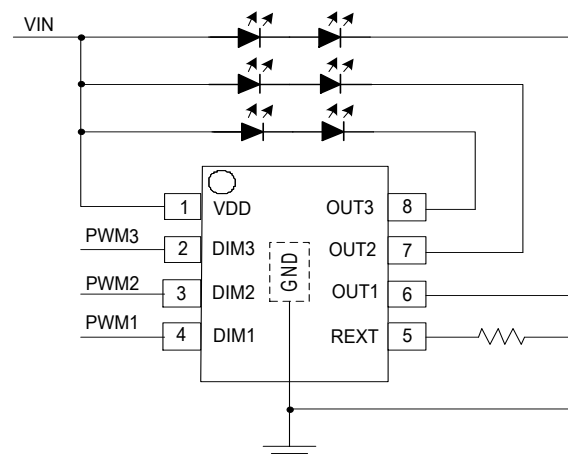 VIN
1 VDD OUT3 8
PWM3 2 DIM3 OUT2 7
GND
PWM2 3 DIM2 OUT1 6
PWM1 4 DIM1 REXT 5